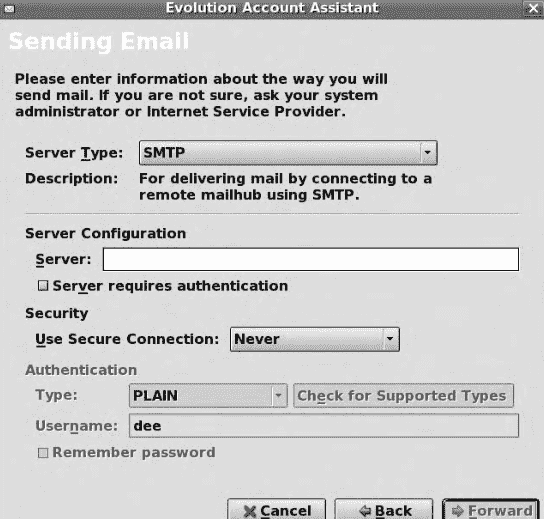 Evolution Account Assistant
Sending Email
Please enter information about the way you will
send mail. If you are not sure, ask your system
administrator or Internet Service Provider.
Server Type: SMTP
Description: For delivering mail by connecting to a
remote mailhub using SMTP.
Server Configuration
Server:
Server requires authentication
Security
Use Secure Connection: Never
Authentication
Type: PLAIN Check for Supported Types
Username: dee
Remember password
Cancel Back Forward